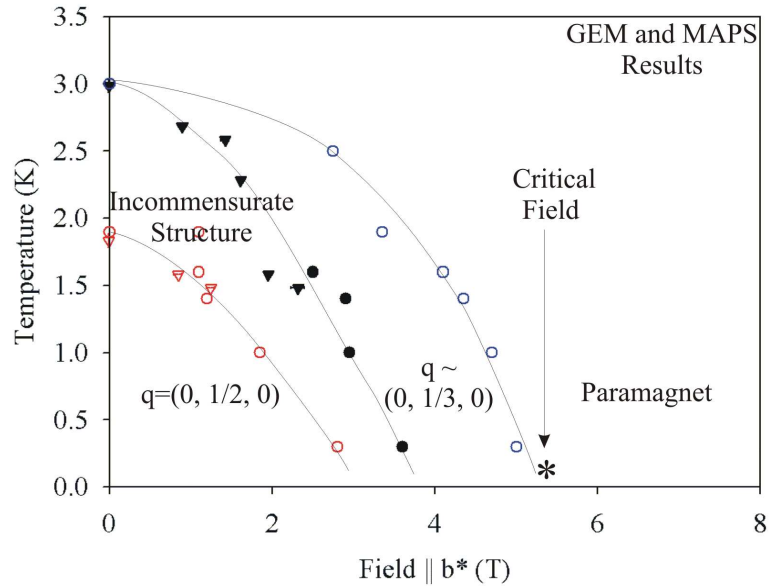 GEM and MAPS
Results
3.5
3.0
2.5
2.0
1.5
1.0
0.5
0.0
Temperature (K)
Incommensurate
Structure
Critical
Field
q=(0, 1/2, 0)
q ~
(0, 1/3, 0)
Paramagnet
*
0
2
4
6
8
Field || b* (T)